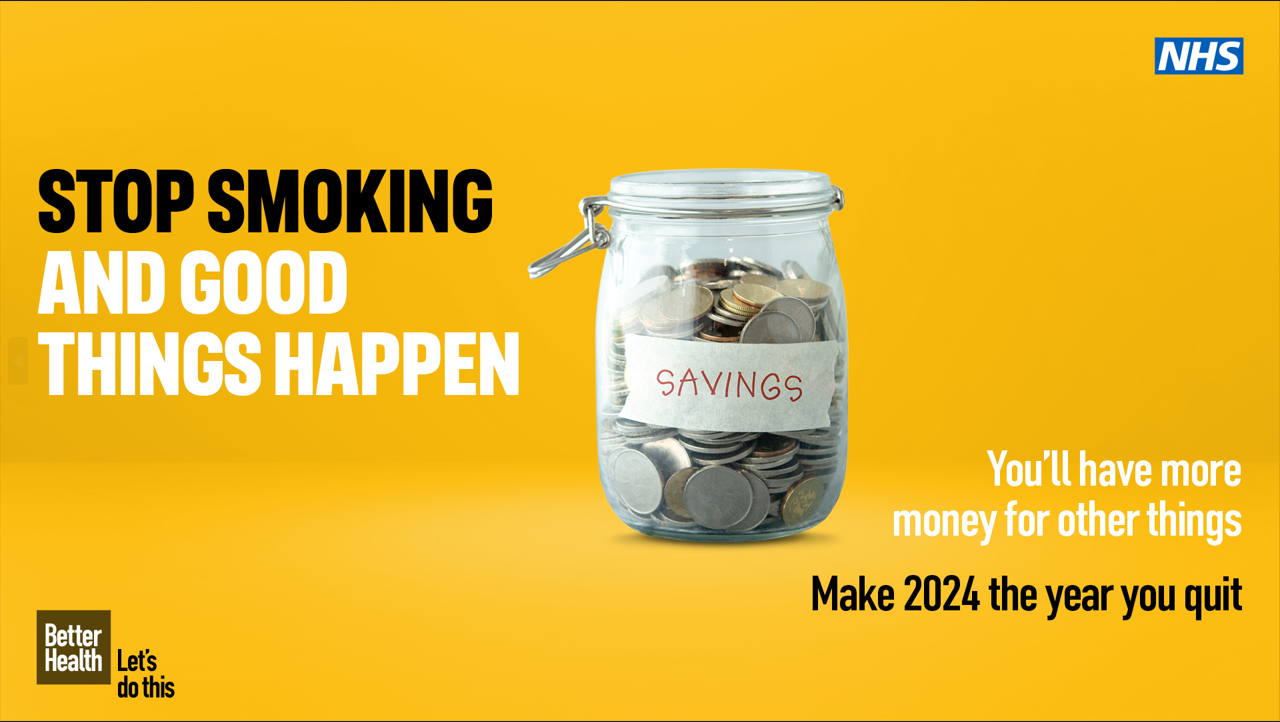 NHS
STOP SMOKING
AND GOOD
THINGS HAPPEN
SAVINGS
You'll have more
money for other things
Make 2024 the year you quit
Better
Health
Let's
do this